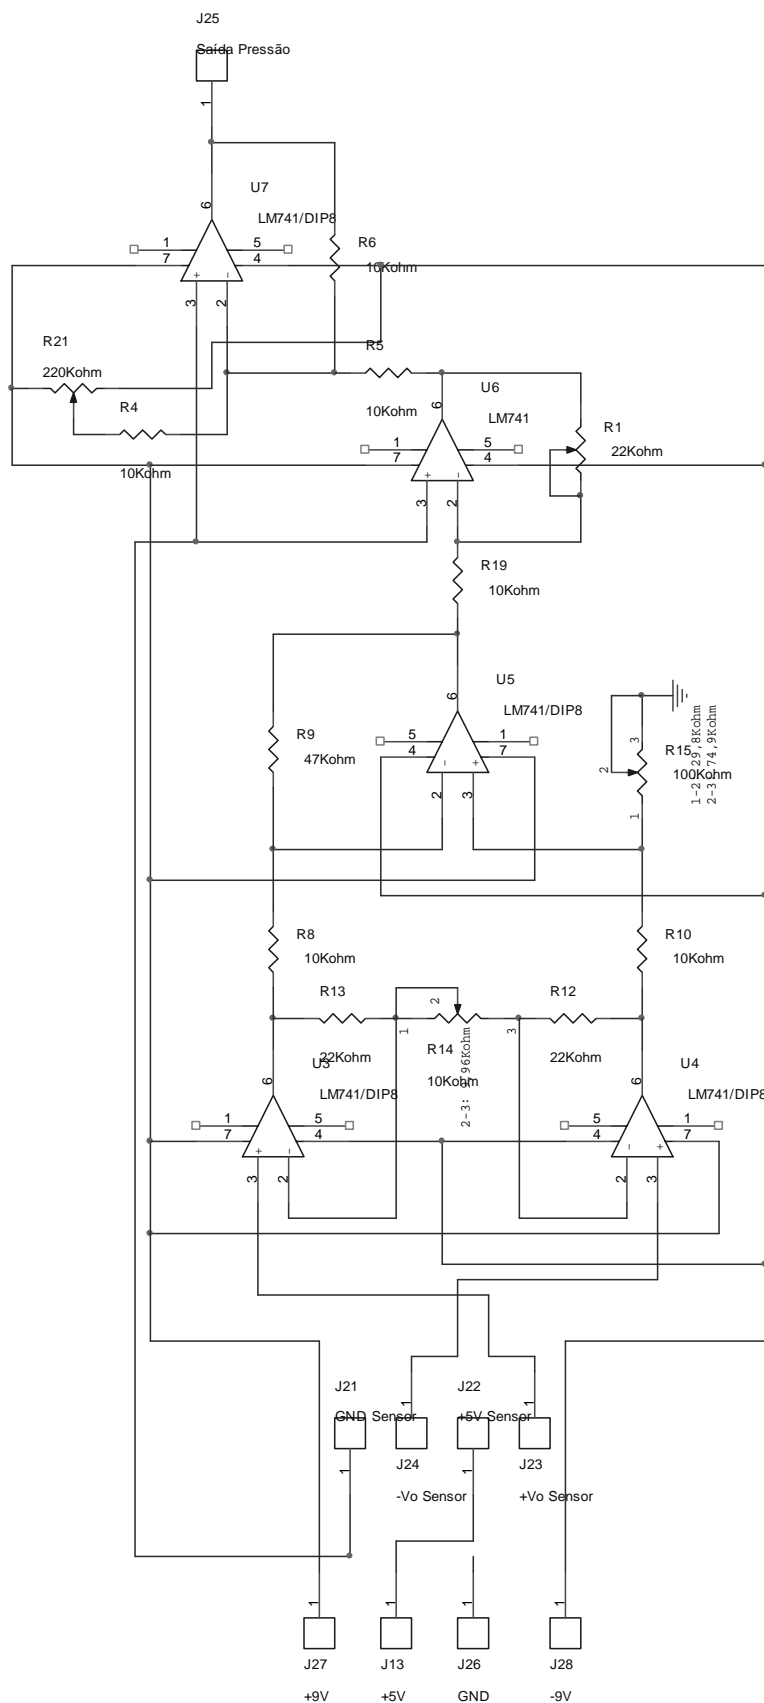 J25
Saída Pressão
1
6
U7
LM741/DIP8
1
7
5
4
+
-
3
2
R6
10Kohm
R21
220Kohm
R4
10Kohm
R5
10Kohm
6
U6
LM741
1
7
5
4
+
-
3
2
R1
22Kohm
R19
10Kohm
6
U5
LM741/DIP8
5
4
1
7
-
+
2
3
R9
47Kohm
3
2
1
R15
100Kohm
2-3: 74,9Kohm
R8
10Kohm
R10
10Kohm
R13
22Kohm
1
2
3
R14
10Kohm
R12
22Kohm
6
U3
LM741/DIP8
1
7
5
4
+
-
3
2
6
U4
LM741/DIP8
5
4
1
7
-
+
2
3
J21
GND Sensor
1
1
J24
-Vo Sensor
J22
+5V Sensor
1
1
J23
+Vo Sensor
1
J27
+9V
1
J13
+5V
1
J26
GND
1
J28
-9V